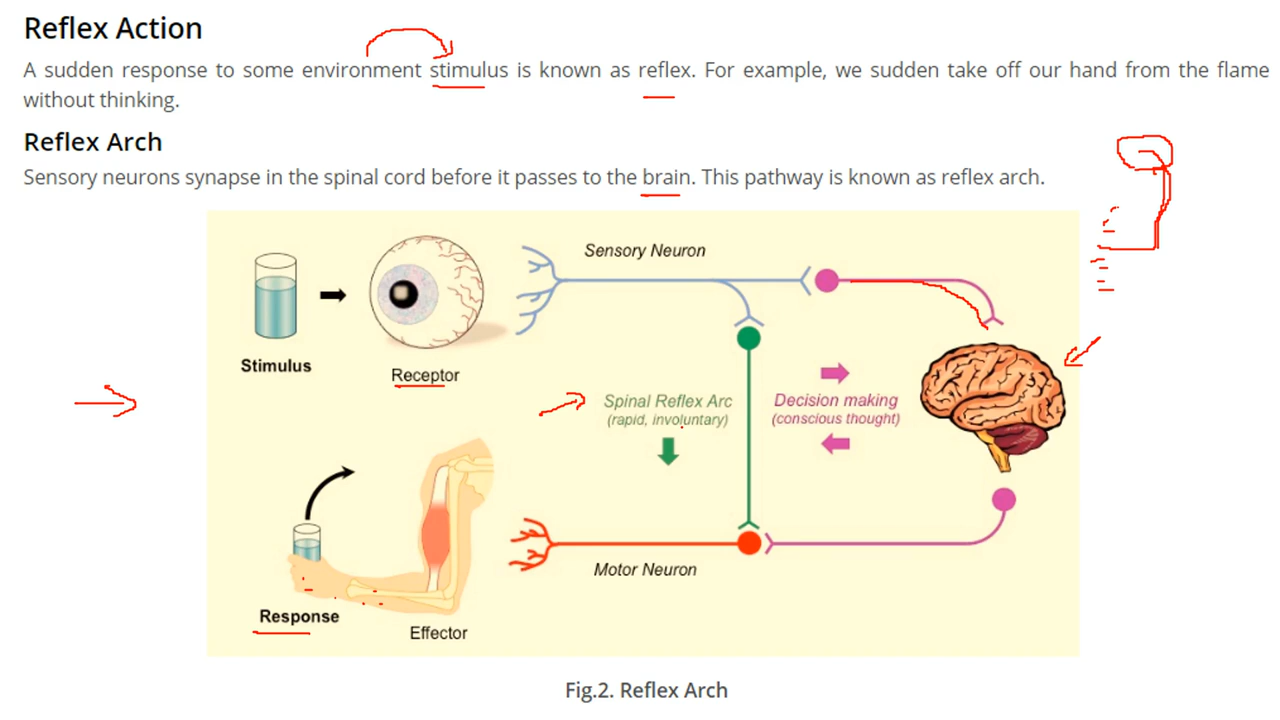 Reflex Action
A sudden response to some environment stimulus is known as reflex. For example, we sudden take off our hand from the flame
without thinking.
Reflex Arch
Sensory neurons synapse in the spinal cord before it passes to the brain. This pathway is known as reflex arch.
Sensory Neuron
Stimulus
Receptor
Spinal Reflex Arc
(rapid, involuntary)
Decision making
(conscious thought)
Motor Neuron
Response
Effector
Fig.2. Reflex Arch